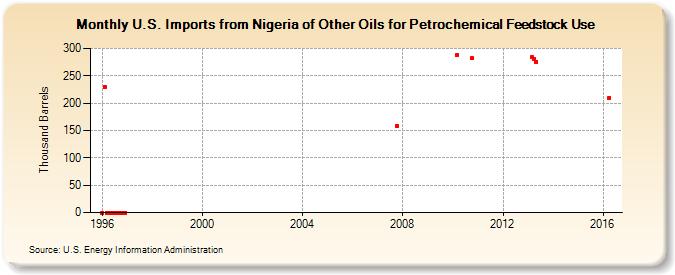 Monthly U.S. Imports from Nigeria of Other Oils for Petrochemical Feedstock Use
Thousand Barrels
300
250
200
150
100
50
0
1996 2000 2004 2008 2012 2016
Source: U.S. Energy Information Administration